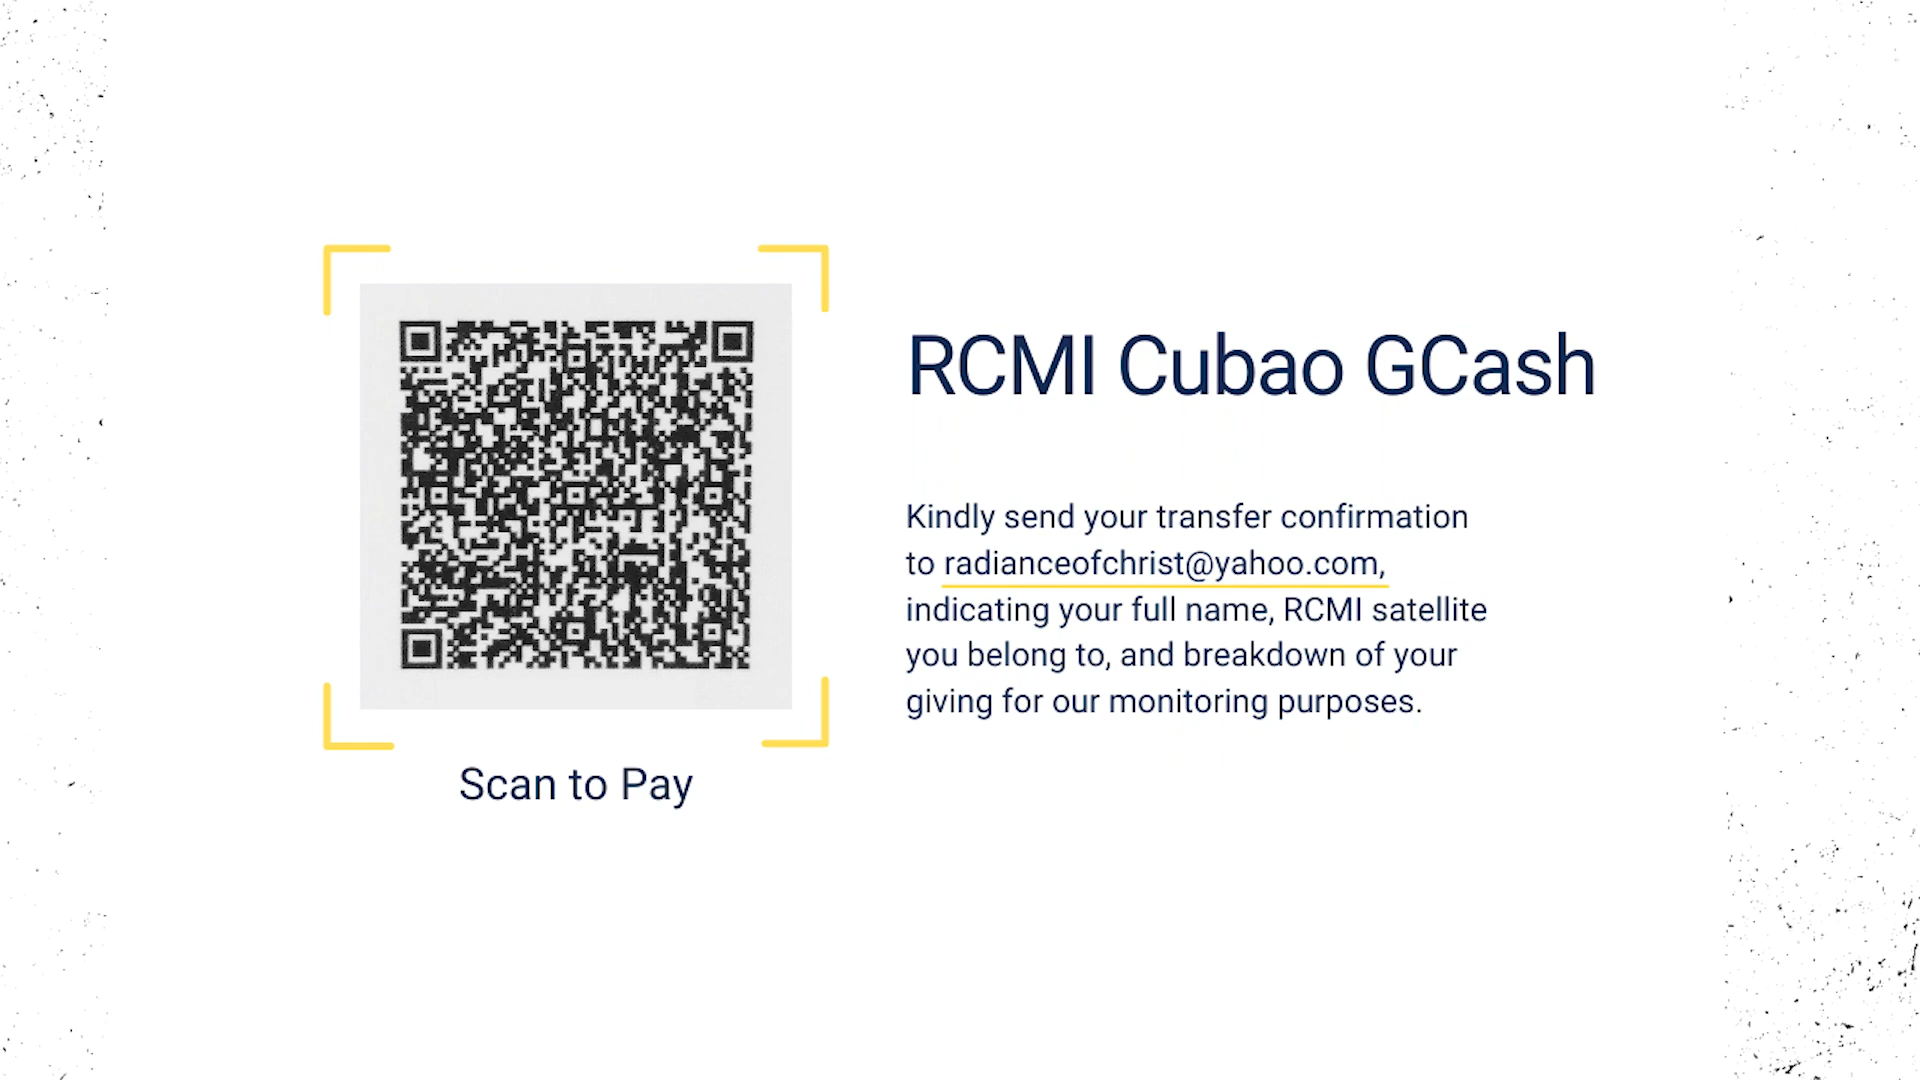 RCMI Cubao GCash
Kindly send your transfer confirmation
to radianceofchrist@yahoo.com,
indicating your full name, RCMI satellite
you belong to, and breakdown of your
giving for our monitoring purposes.
Scan to Pay